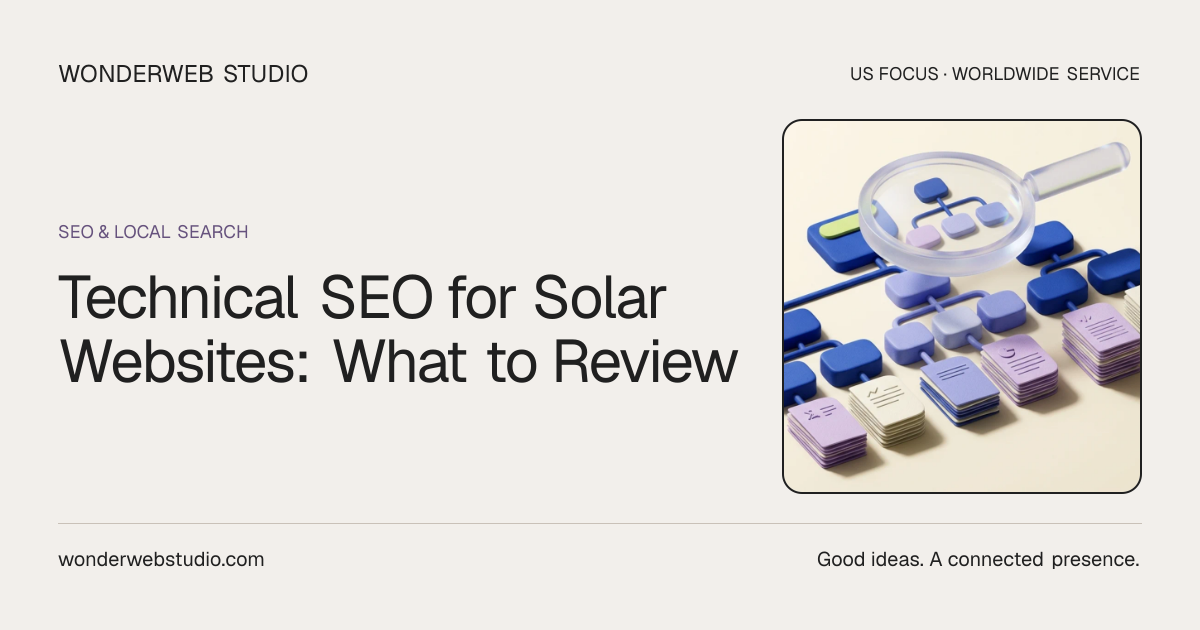 WONDERWEB STUDIO
US FOCUS · WORLDWIDE SERVICE
SEO & LOCAL SEARCH
Technical SEO for Solar
Websites: What to Review
wonderwebstudio.com
Good ideas. A connected presence.